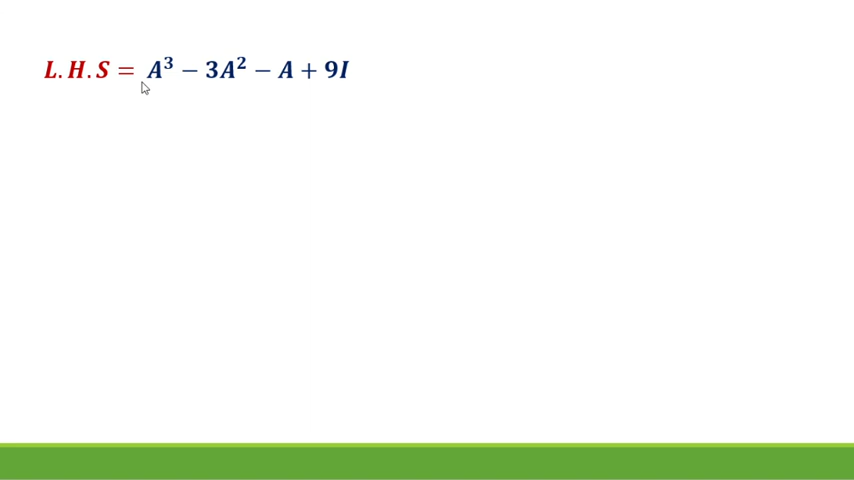 L.H.S = A³ − 3A² − A + 9I